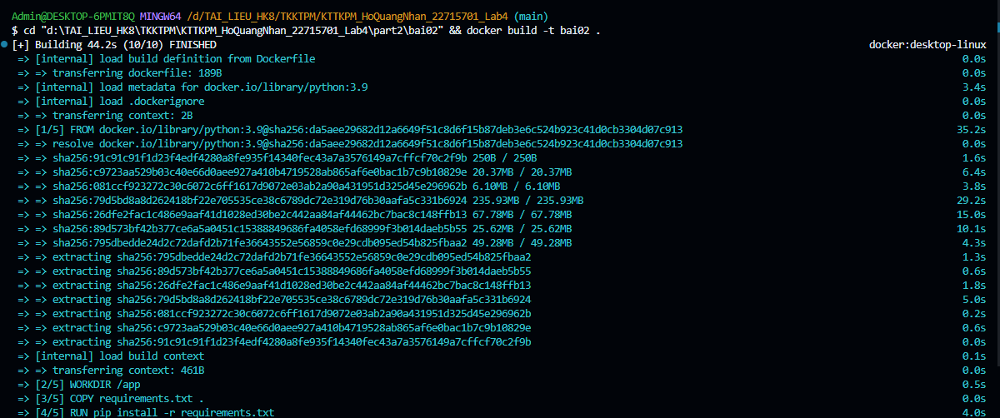 Admin@DESKTOP-6PMIT8Q MINGW64 /d/TAI_LIEU_HK8/TKKTPM/KTTKPM_HoQuangNhan_22715701_Lab4 (main)
$ cd "d:\TAI_LIEU_HK8\TKKTPM\KTTKPM_HoQuangNhan_22715701_Lab4\part2\bai02" && docker build -t bai02 .
[+] Building 44.2s (10/10) FINISHED docker:desktop-linux
=> [internal] load build definition from Dockerfile 0.0s
=> => transferring dockerfile: 189B 0.0s
=> [internal] load metadata for docker.io/library/python:3.9 3.4s
=> [internal] load .dockerignore 0.0s
=> => transferring context: 2B 0.0s
=> [1/5] FROM docker.io/library/python:3.9@sha256:da5aee29682d12a6649f51c8d6f15b87deb3e6c524b923c41d0cb3304d07c913 35.2s
=> => resolve docker.io/library/python:3.9@sha256:da5aee29682d12a6649f51c8d6f15b87deb3e6c524b923c41d0cb3304d07c913 0.0s
=> => sha256:91c91c91f1d23f4edf4280a8fe935f14340fec43a7a3576149a7cffcf70c2f9b 250B / 250B 1.6s
=> => sha256:c9723aa529b03c40e66d0aee927a410b4719528ab865af6e0bac1b7c9b10829e 20.37MB / 20.37MB 6.4s
=> => sha256:081ccf923272c30c6072c6ff1617d9072e03ab2a90a431951d325d45e296962b 6.10MB / 6.10MB 3.8s
=> => sha256:79d5bd8a8d262418bf22e705535ce38c6789dc72e319d76b30aafa5c331b6924 235.93MB / 235.93MB 29.2s
=> => sha256:26dfe2fac1c486e9aaf41d1028ed30be2c442aa84af44462bc7bac8c148ffb13 67.78MB / 67.78MB 15.0s
=> => sha256:89d573bf42b377ce6a5a0451c15388849686fa4058efd68999f3b014daeb5b55 25.62MB / 25.62MB 10.1s
=> => sha256:795dbedde24d2c72dafd2b71fe36643552e56859c0e29cdb095ed54b825fbaa2 49.28MB / 49.28MB 4.3s
=> => extracting sha256:795dbedde24d2c72dafd2b71fe36643552e56859c0e29cdb095ed54b825fbaa2 1.3s
=> => extracting sha256:89d573bf42b377ce6a5a0451c15388849686fa4058efd68999f3b014daeb5b55 0.6s
=> => extracting sha256:26dfe2fac1c486e9aaf41d1028ed30be2c442aa84af44462bc7bac8c148ffb13 1.8s
=> => extracting sha256:79d5bd8a8d262418bf22e705535ce38c6789dc72e319d76b30aafa5c331b6924 5.0s
=> => extracting sha256:081ccf923272c30c6072c6ff1617d9072e03ab2a90a431951d325d45e296962b 0.2s
=> => extracting sha256:c9723aa529b03c40e66d0aee927a410b4719528ab865af6e0bac1b7c9b10829e 0.6s
=> => extracting sha256:91c91c91f1d23f4edf4280a8fe935f14340fec43a7a3576149a7cffcf70c2f9b 0.0s
=> [internal] load build context 0.1s
=> => transferring context: 461B 0.0s
=> [2/5] WORKDIR /app 0.5s
=> [3/5] COPY requirements.txt . 0.0s
=> [4/5] RUN pip install -r requirements.txt 4.0s